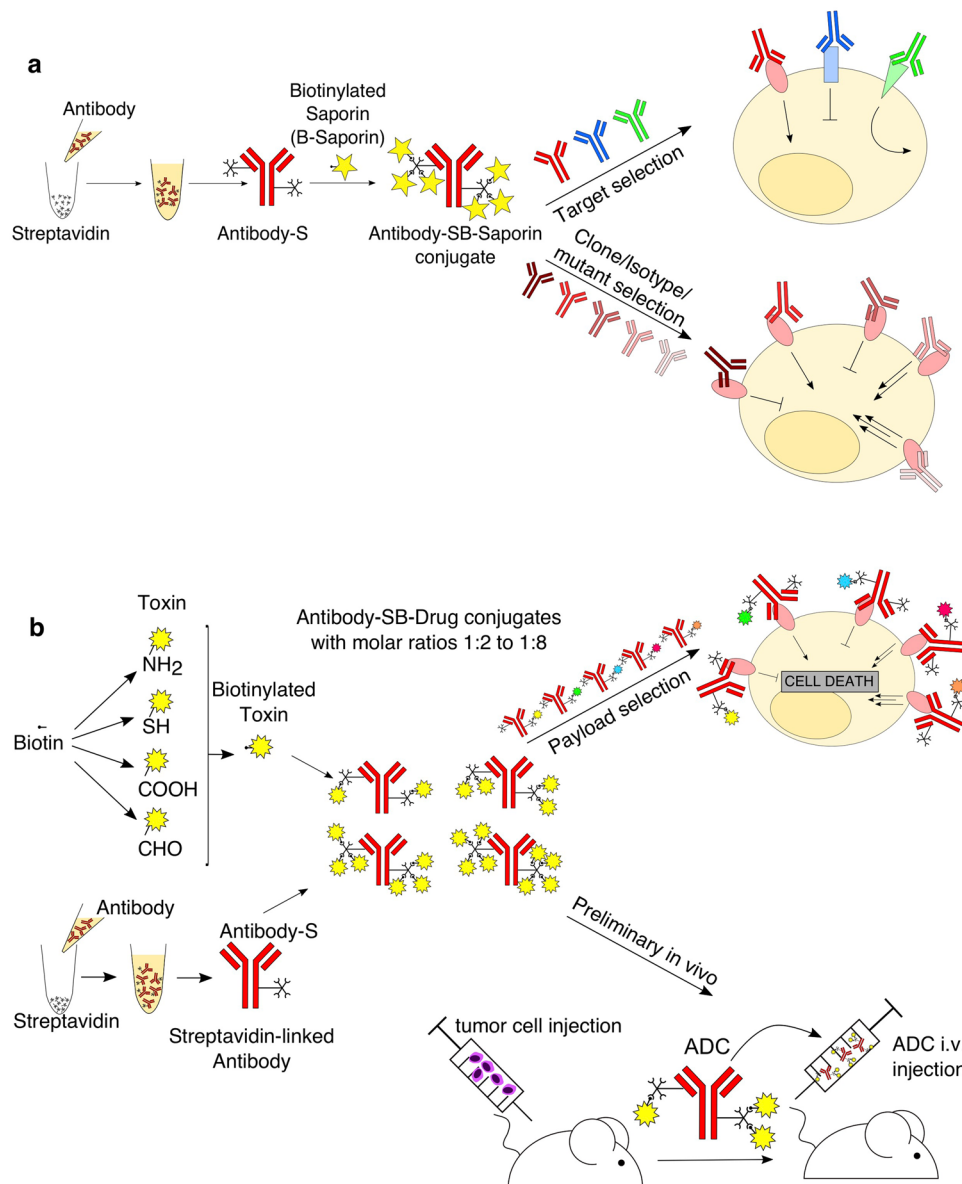 a
Antibody
Streptavidin
Antibody-S
Biotinylated
Saporin
(B-Saporin)
Antibody-SB-Saporin
conjugate
Target selection
Clone/Isotype/
mutant selection
b
Toxin
NH2
SH
COOH
CHO
Biotin
Biotinylated
Toxin
Antibody-SB-Drug conjugates
with molar ratios 1:2 to 1:8
Payload selection
CELL DEATH
Antibody
Streptavidin
Antibody-S
Streptavidin-linked
Antibody
Preliminary in vivo
tumor cell injection
ADC
ADC i.v
injection